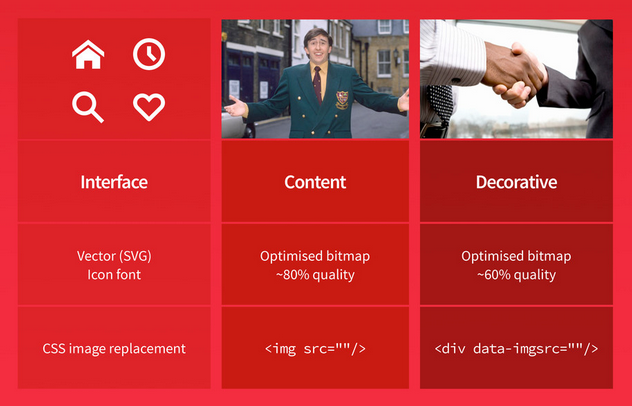 Interface
Content
Decorative
Vector (SVG)
Icon font
Optimised bitmap
~80% quality
Optimised bitmap
~60% quality
CSS image replacement
<img src=""/>
<div data-imgsrc=""/>